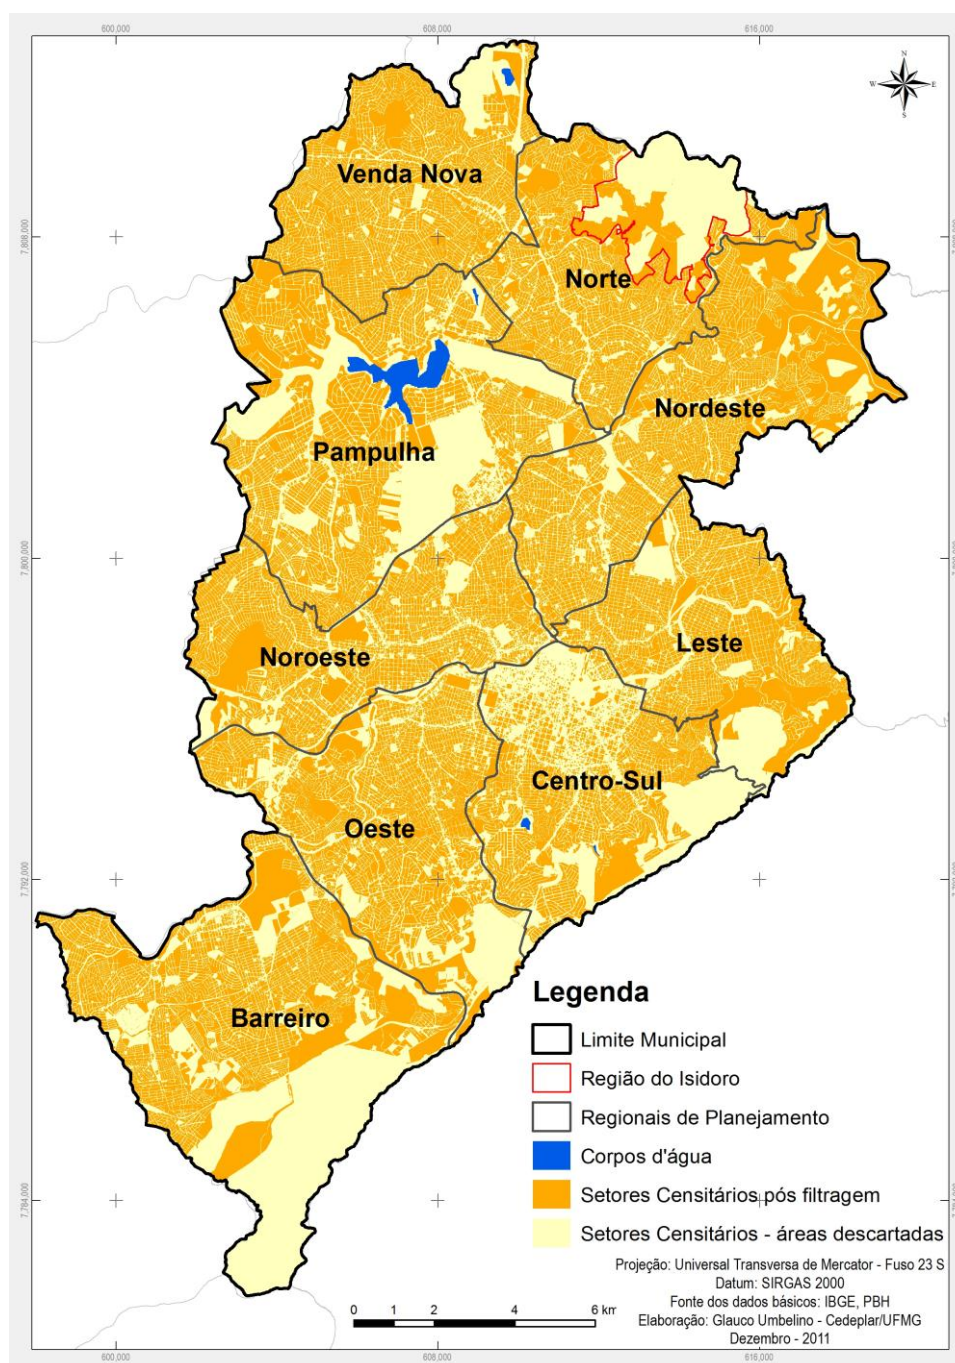 600,000 608,000 616,000
N
W E
S
Venda Nova
7,808,000
Norte
Nordeste
Pampulha
7,800,000
Leste
Noroeste
Centro-Sul
Oeste
7,792,000
Barreiro
Legenda
Limite Municipal
Região do Isidoro
Regionais de Planejamento
Corpos d'água
Setores Censitários pós filtragem
Setores Censitários - áreas descartadas
7,784,000
Projeção: Universal Transversa de Mercator - Fuso 23 S
Datum: SIRGAS 2000
Fonte dos dados básicos: IBGE, PBH
Elaboração: Glauco Umbelino - Cedeplar/UFMG
Dezembro - 2011
0 1 2 4 6 km
600,000 608,000 616,000